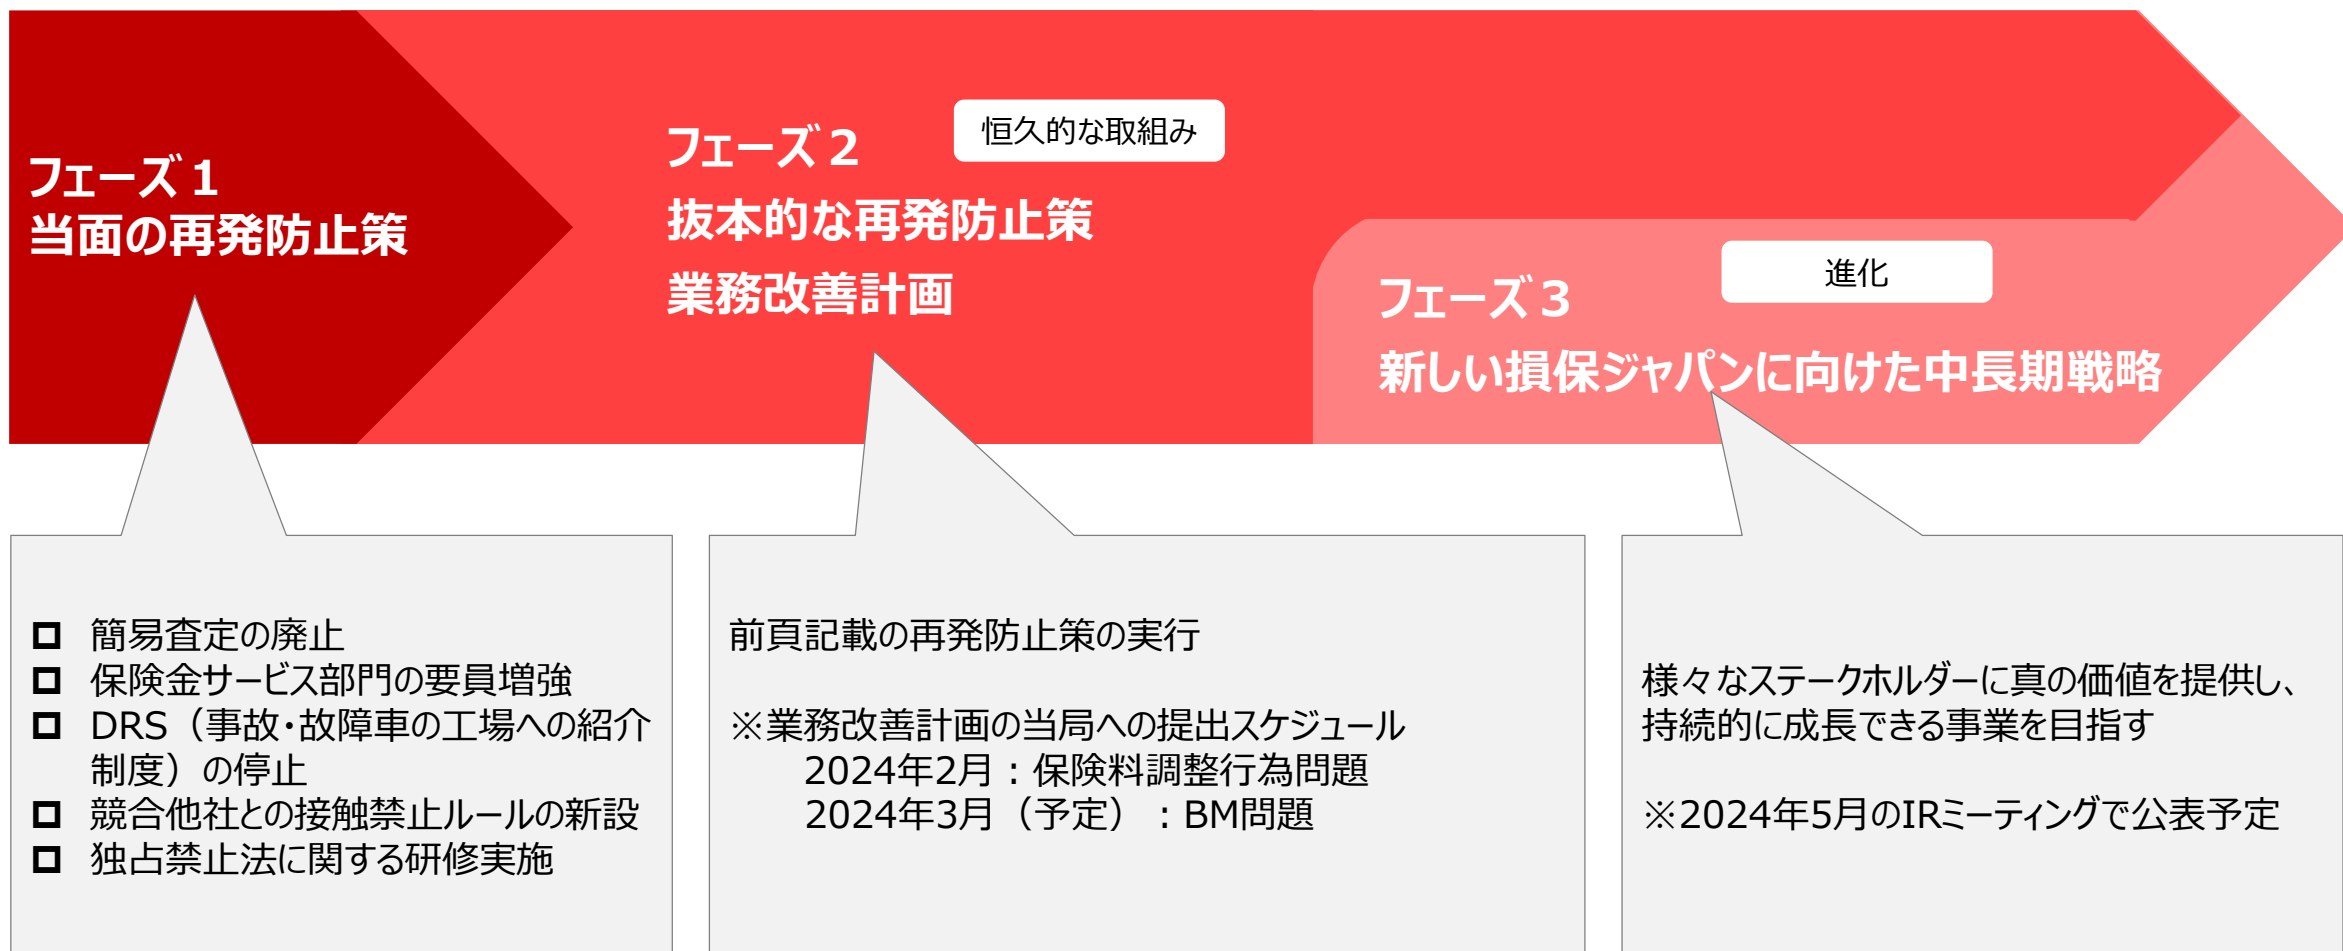 フェーズ１
当面の再発防止策
フェーズ２
恒久的な取組み
抜本的な再発防止策
業務改善計画
フェーズ３
進化
新しい損保ジャパンに向けた中長期戦略
簡易査定の廃止
保険金サービス部門の要員増強
DRS（事故・故障車の工場への紹介
制度）の停止
競合他社との接触禁止ルールの新設
独占禁止法に関する研修実施
前頁記載の再発防止策の実行
※業務改善計画の当局への提出スケジュール
2024年2月：保険料調整行為問題
2024年3月（予定）：BM問題
様々なステークホルダーに真の価値を提供し、
持続的に成長できる事業を目指す
※2024年5月のIRミーティングで公表予定